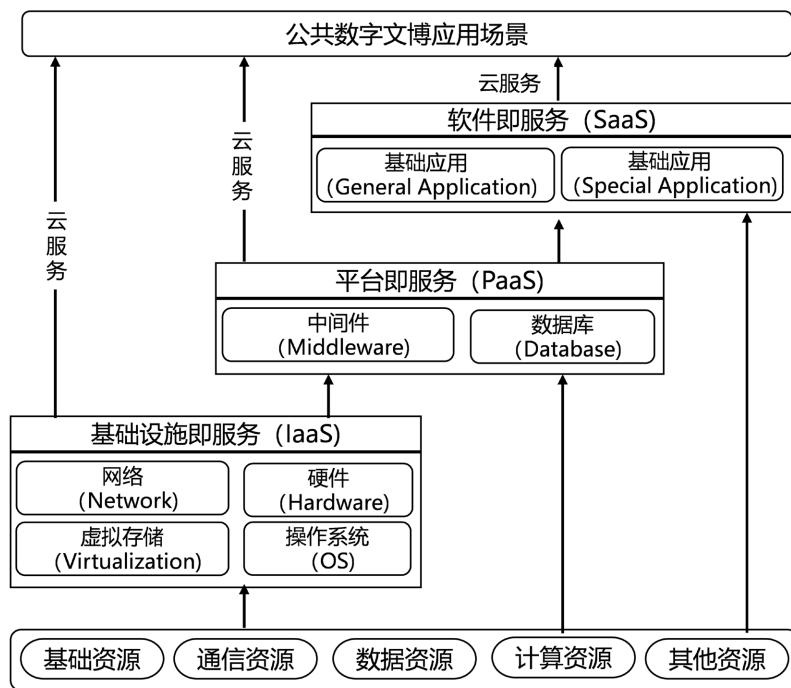 公共数字文博应用场景
云服务
云服务
云服务
软件即服务（SaaS)
基础应用
（General Application)
基础应用
（Special Application)
平台即服务（PaaS)
中间件
（Middleware)
数据库
（Database)
基础设施即服务（IaaS)
网络
（Network)
硬件
（Hardware)
虚拟存储
（Virtualization)
操作系统
（OS)
基础资源
通信资源
数据资源
计算资源
其他资源